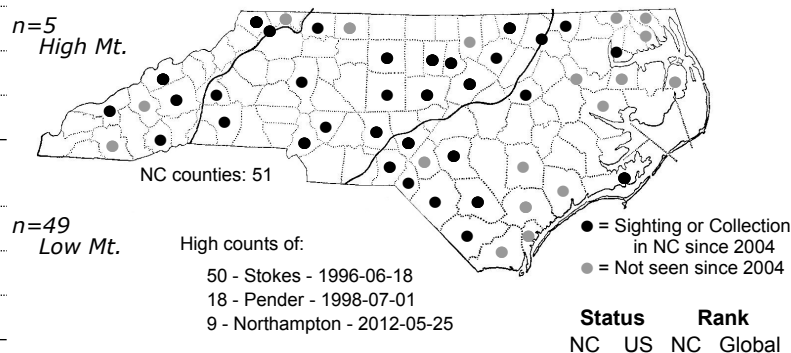 n=5
High Mt.
NC counties: 51
n=49
Low Mt.
High counts of:
50 - Stokes - 1996-06-18
18 - Pender - 1998-07-01
9 - Northampton - 2012-05-25
= Sighting or Collection
in NC since 2004
= Not seen since 2004
Status Rank
NC US NC Global